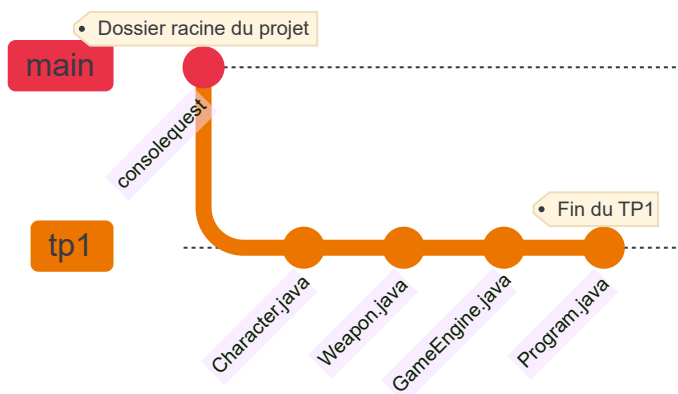 Dossier racine du projet
main
consolequest
Fin du TP1
tp1
Character.java
Weapon.java
GameEngine.java
Program.java